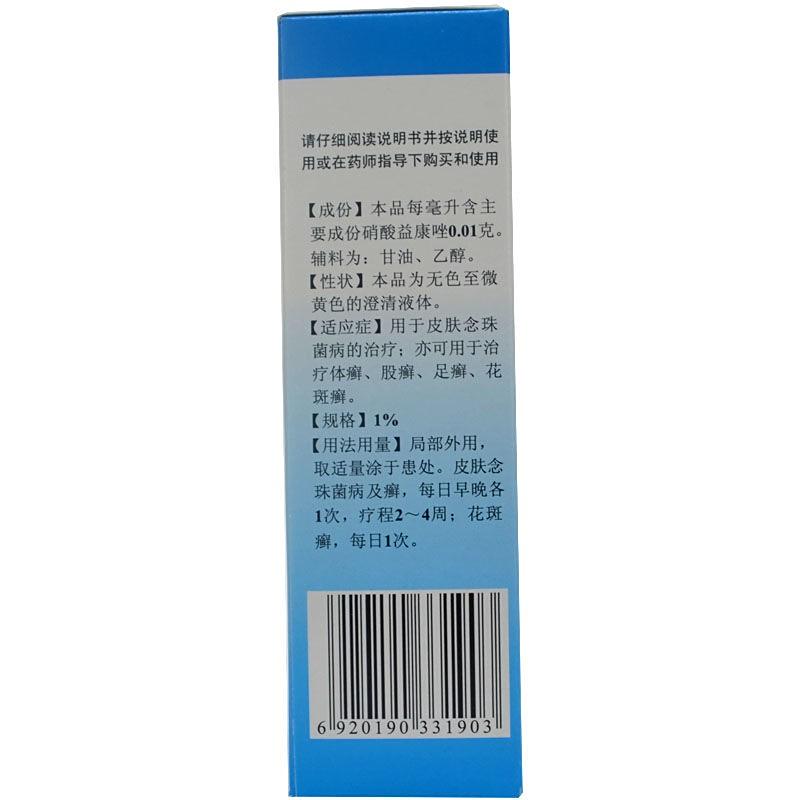 请仔细阅读说明书并按说明使
用或在药师指导下购买和使用
【成份】本品每毫升含主
要成份硝酸益康唑0.01克。
辅料为：甘油、乙醇。
【性状】本品为无色至微
黄色的澄清液体。
【适应症】用于皮肤念珠
菌病的治疗；亦可用于治
疗体癣、股癣、足癣、花
斑癣。
【规格】1%
【用法用量】局部外用，
取适量涂于患处。皮肤念
珠菌病及癣，每日早晚各
1次，疗程2～4周；花斑
癣，每日1次。
6 920190 331903